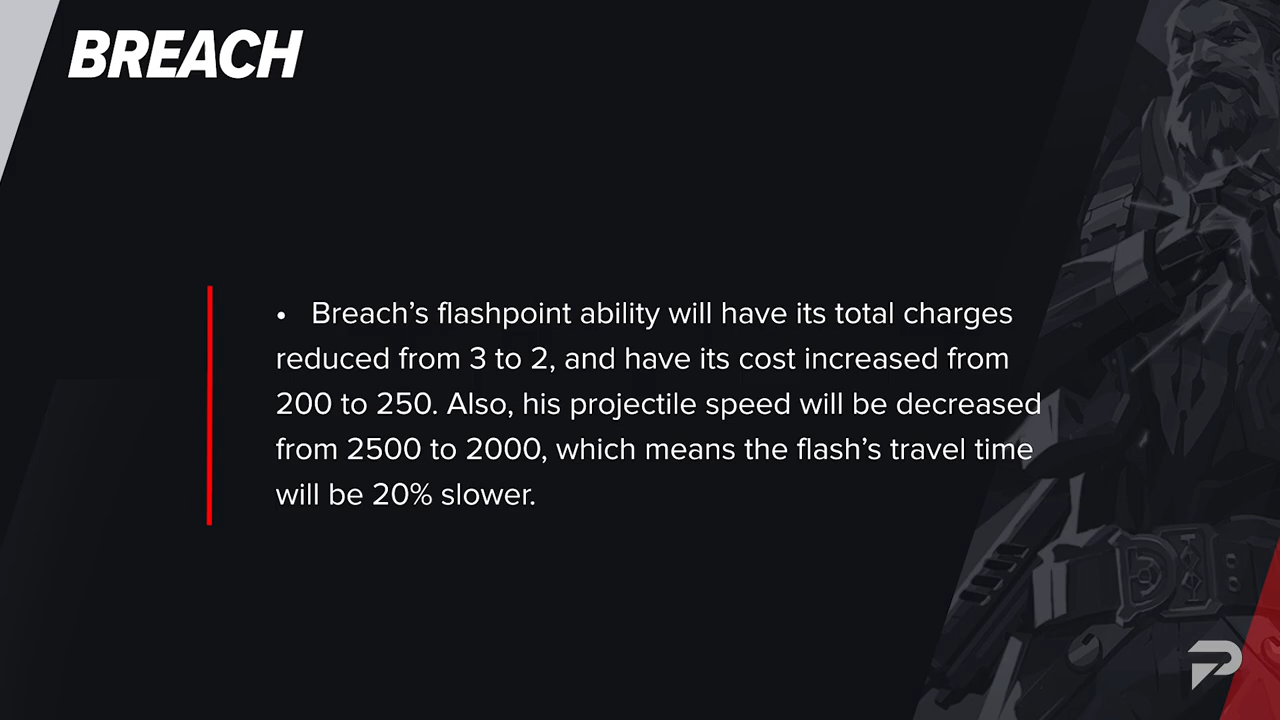 BREACH
• Breach’s flashpoint ability will have its total charges
reduced from 3 to 2, and have its cost increased from
200 to 250. Also, his projectile speed will be decreased
from 2500 to 2000, which means the flash’s travel time
will be 20% slower.